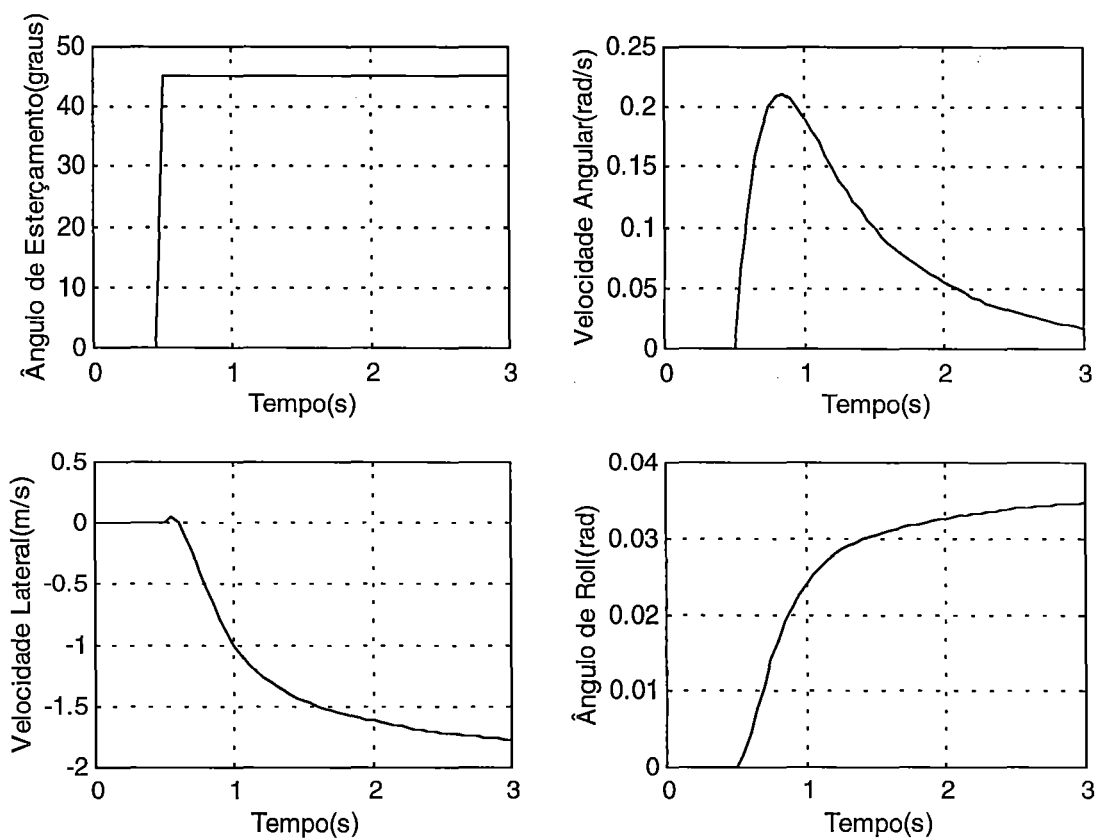 Ângulo de Esterçamento(graus
50
40
30
20
10
0
0 1 2 3
Tempo(s)
Velocidade Angular(rad/s)
0.25
0.2
0.15
0.1
0.05
0
0 1 2 3
Tempo(s)
Velocidade Lateral(m/s)
0.5
0
-0.5
-1
-1.5
-2
0 1 2 3
Tempo(s)
Ângulo de Roll(rad)
0.04
0.03
0.02
0.01
0
0 1 2 3
Tempo(s)